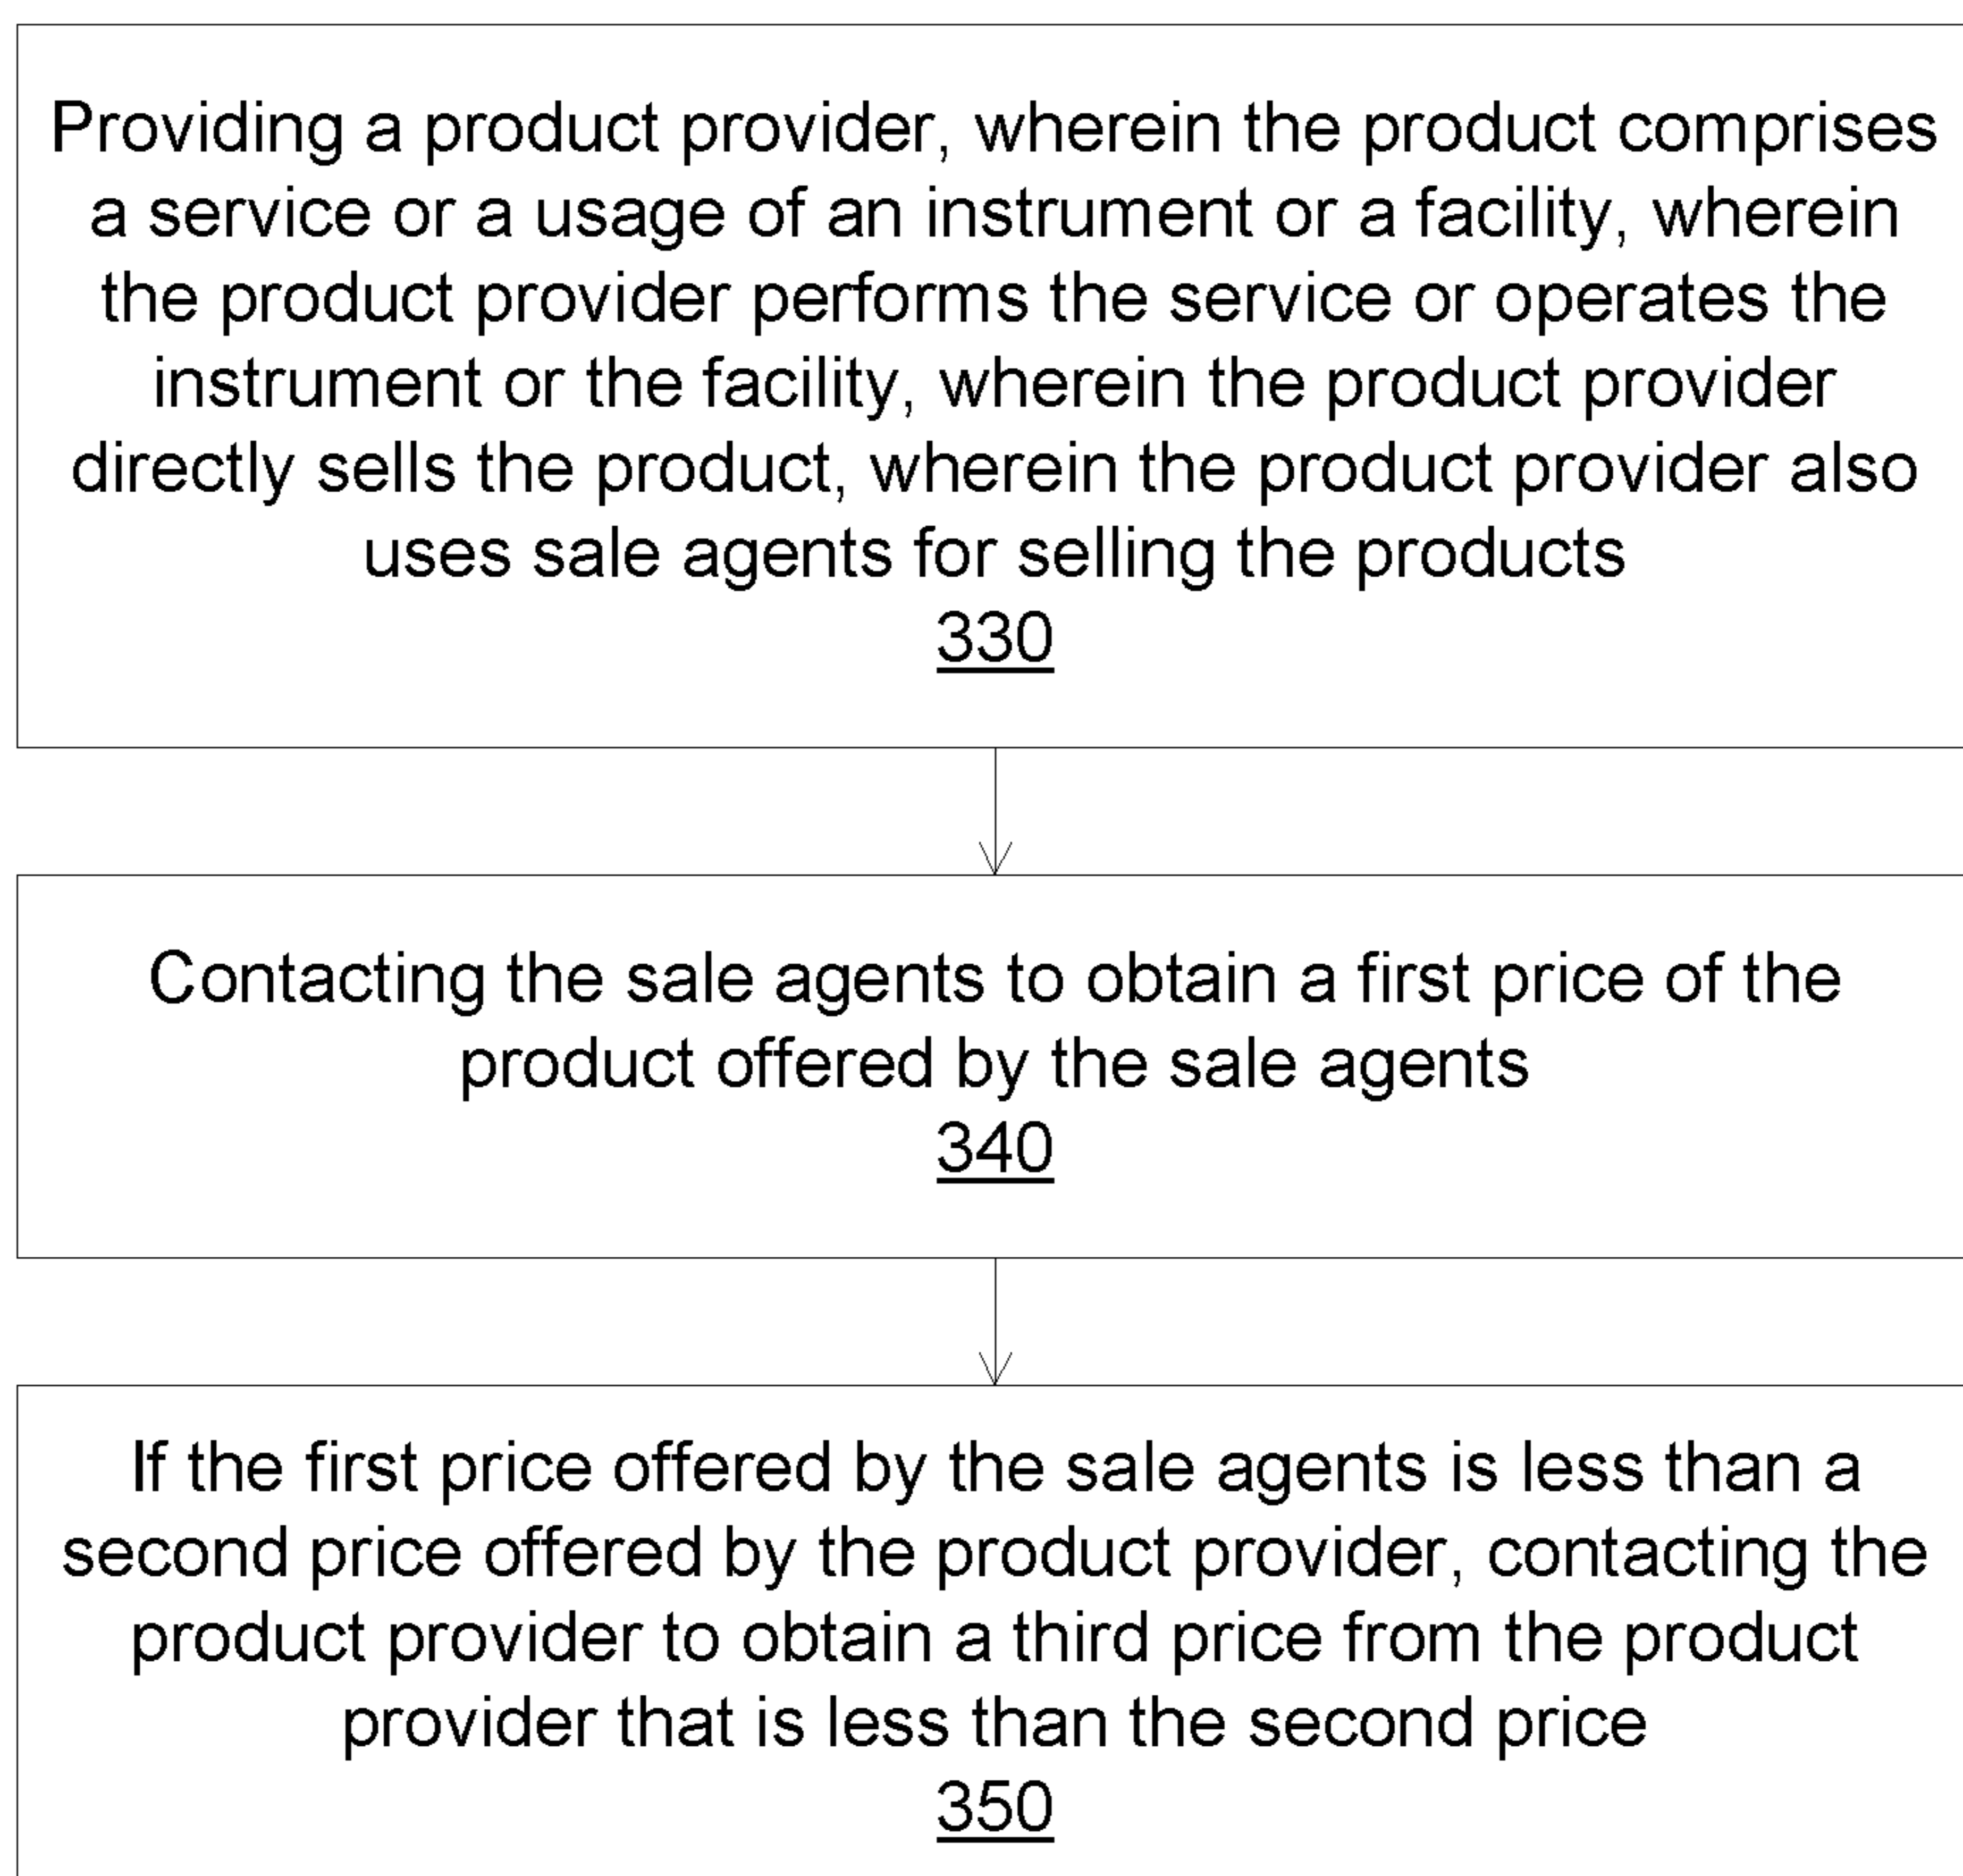 Providing a product provider, wherein the product comprises
a service or a usage of an instrument or a facility, wherein
the product provider performs the service or operates the
instrument or the facility, wherein the product provider
directly sells the product, wherein the product provider also
uses sale agents for selling the products
330
Contacting the sale agents to obtain a first price of the
product offered by the sale agents
340
If the first price offered by the sale agents is less than a
second price offered by the product provider, contacting the
product provider to obtain a third price from the product
provider that is less than the second price
350